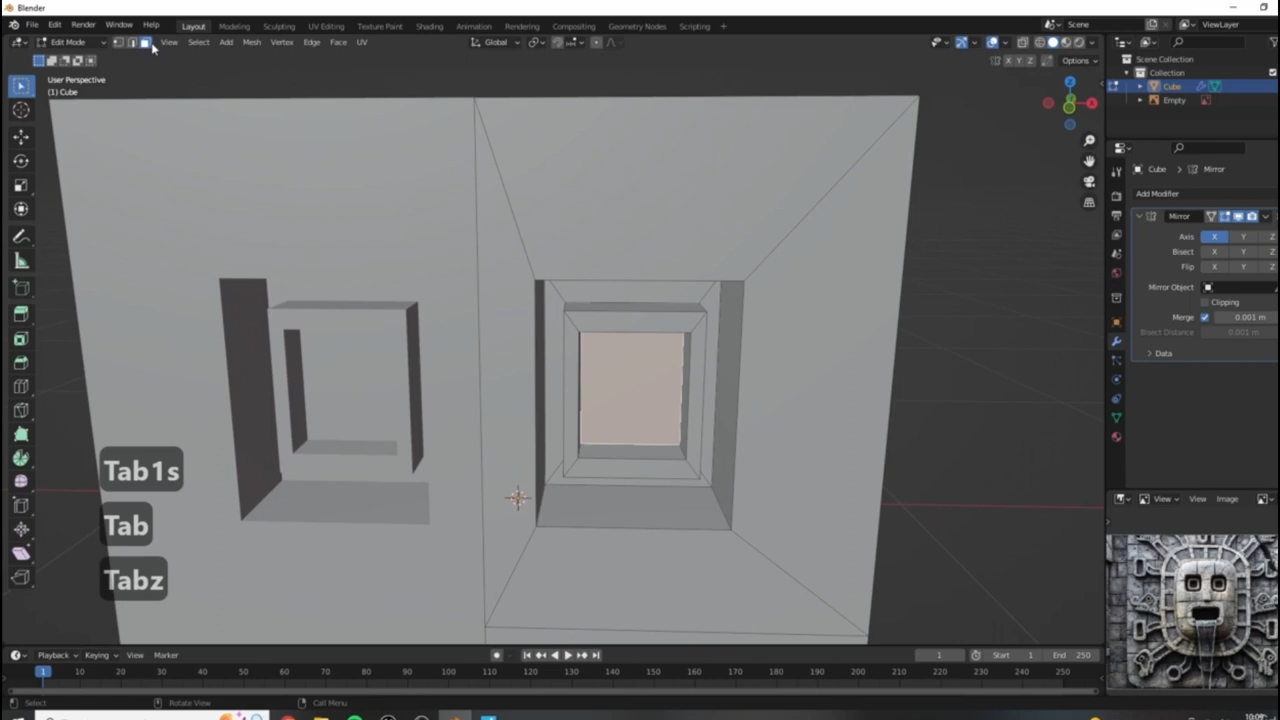 Blender
File Edit Render Window Help Layout Modeling Sculpting UV Editing Texture Paint Shading Animation Rendering Compositing Geometry Nodes Scripting + Scene ViewLayer
Edit Mode View Select Add Mesh Vertex Edge Face UV Global
X Y Z Options
User Perspective
(1) Cube
Z
X
Scene Collection
Collection
Cube
Empty
Cube > Mirror
Add Modifier
Mirror
Axis X Y Z
Bisect X Y Z
Flip X Y Z
Mirror Object
Clipping
Merge 0.001 m
Bisect Distance 0.001 m
Data
Tab1s
Tab
Tabz
View View Image
Playback Keying View Marker 1 Start 1 End 250
1 10 20 30 40 50 60 70 80 90 100 110 120 130 140 150 160 170 180 190 200 210 220 230 240 250
Select Rotate View Call Menu